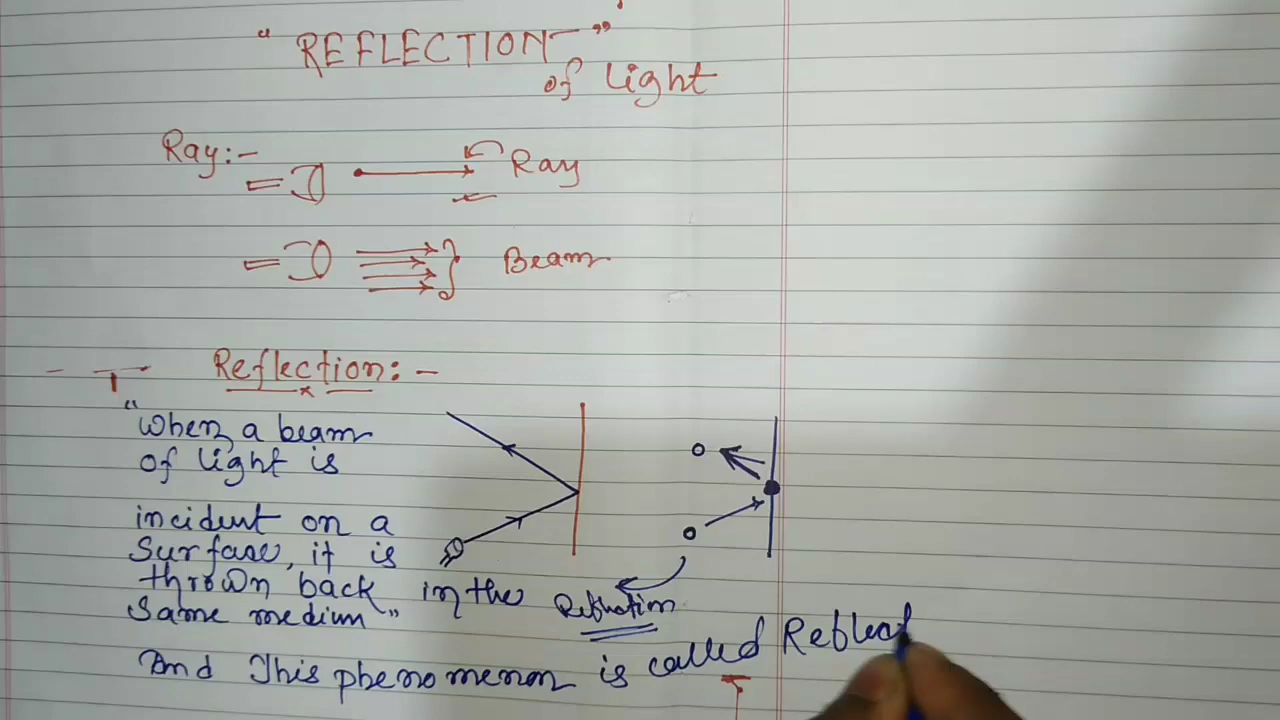 " REFLECTION "
of light
Ray:-
Ray
Beam
Reflection:-
"When a beam
of light is
incident on a
Surface, it is
thrown back in the
Same medium"
Reflection
And This phenomenon is called Reflect